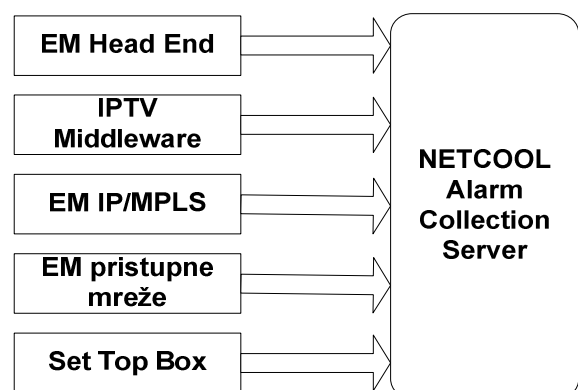 EM Head End
IPTV
Middleware
EM IP/MPLS
EM pristupne
mreže
Set Top Box
NETCOOL
Alarm
Collection
Server